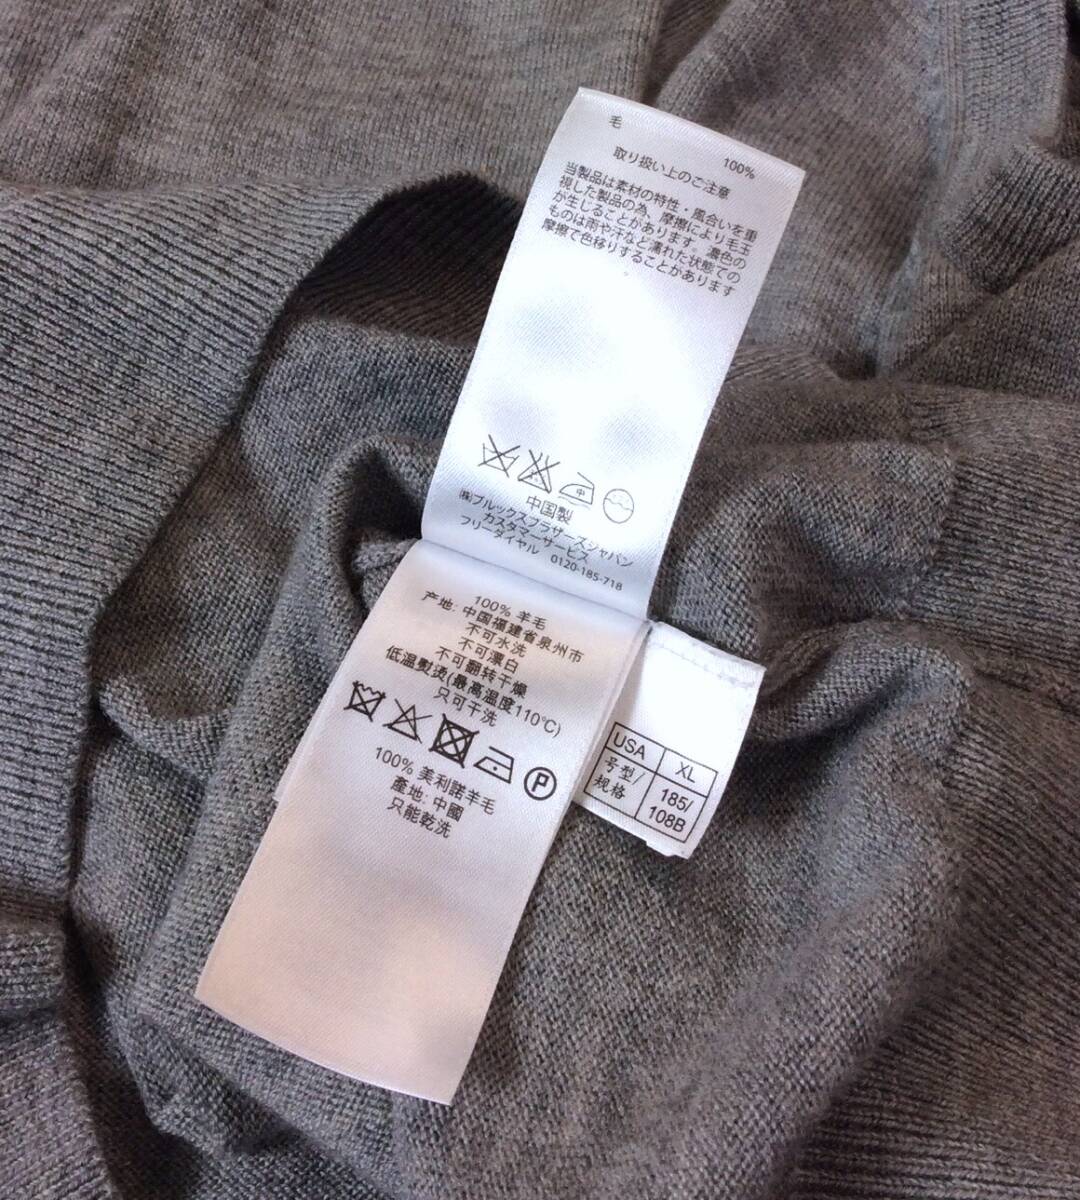 毛 100%
取り扱い上のご注意
当製品は素材の特性・風合いを重
視した製品の為、摩擦により毛玉
が生じることがあります。濃色の
ものは雨や汗など濡れた状態での
摩擦で色移りすることがあります
中
中国製
㈱ブルックスブラザーズジャパン
カスタマーサービス
フリーダイヤル 0120-185-718
100% 羊毛
产地: 中国福建省泉州市
不可水洗
不可漂白
不可翻转干燥
低温熨烫(最高温度110℃)
只可干洗
P
100% 美利諾羊毛
產地: 中國
只能乾洗
USA XL
号型/ 185/
规格 108B